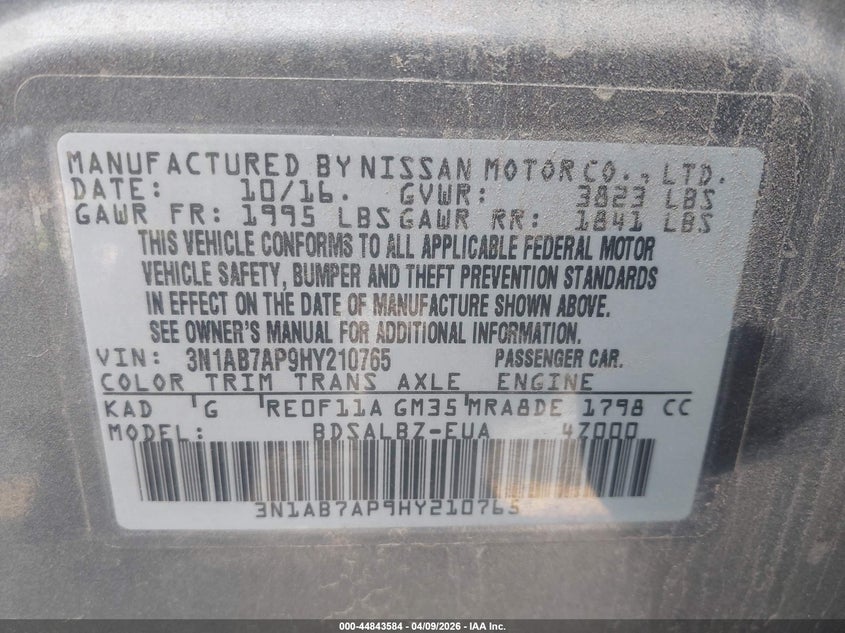 MANUFACTURED BY NISSAN MOTOR CO., LTD.
DATE: 10/16. GVWR: 3823 LBS
GAWR FR: 1995 LBS GAWR RR: 1841 LBS
THIS VEHICLE CONFORMS TO ALL APPLICABLE FEDERAL MOTOR
VEHICLE SAFETY, BUMPER AND THEFT PREVENTION STANDARDS
IN EFFECT ON THE DATE OF MANUFACTURE SHOWN ABOVE.
SEE OWNER'S MANUAL FOR ADDITIONAL INFORMATION.
VIN: 3N1AB7AP9HY210765 PASSENGER CAR.
COLOR TRIM TRANS AXLE ENGINE
KAD G RE0F11A GM35 MRA8DE 1798 CC
MODEL: BDSALBZ-EUA 4Z000
3N1AB7AP9HY210765
000-44843584 | 04/09/2026 - IAA Inc.